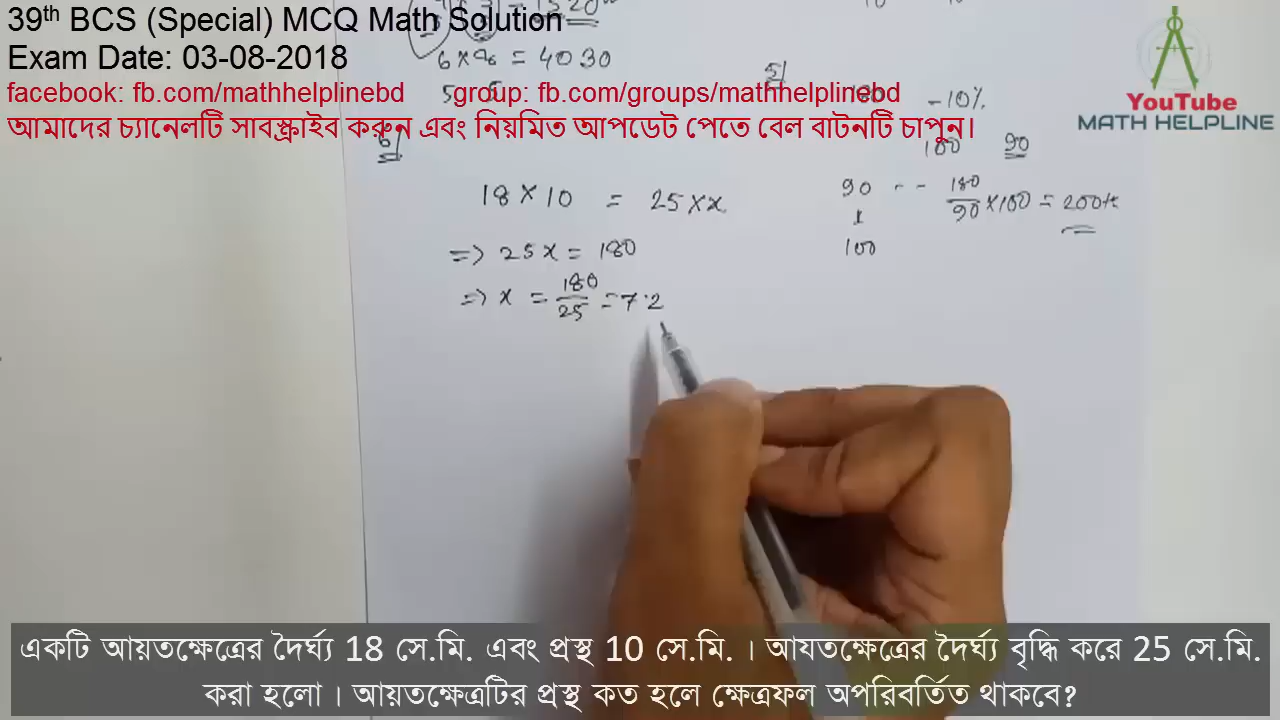 39th BCS (Special) MCQ Math Solution
Exam Date: 03-08-2018
6 × % = 4030
facebook: fb.com/mathhelplinebd group: fb.com/groups/mathhelplinebd
-10%
YouTube
MATH HELPLINE
আমাদের চ্যানেলটি সাবস্ক্রাইব করুন এবং নিয়মিত আপডেট পেতে বেল বাটনটি চাপুন।
100 90
18 × 10 = 25 × x
90 -- 180/90 × 100 = 200
⇒ 25x = 180
100
⇒ x = 180/25 = 7.2
একটি আয়তক্ষেত্রের দৈর্ঘ্য 18 সে.মি. এবং প্রস্থ 10 সে.মি. । আযতক্ষেত্রের দৈর্ঘ্য বৃদ্ধি করে 25 সে.মি.
করা হলো । আয়তক্ষেত্রটির প্রস্থ কত হলে ক্ষেত্রফল অপরিবর্তিত থাকবে?